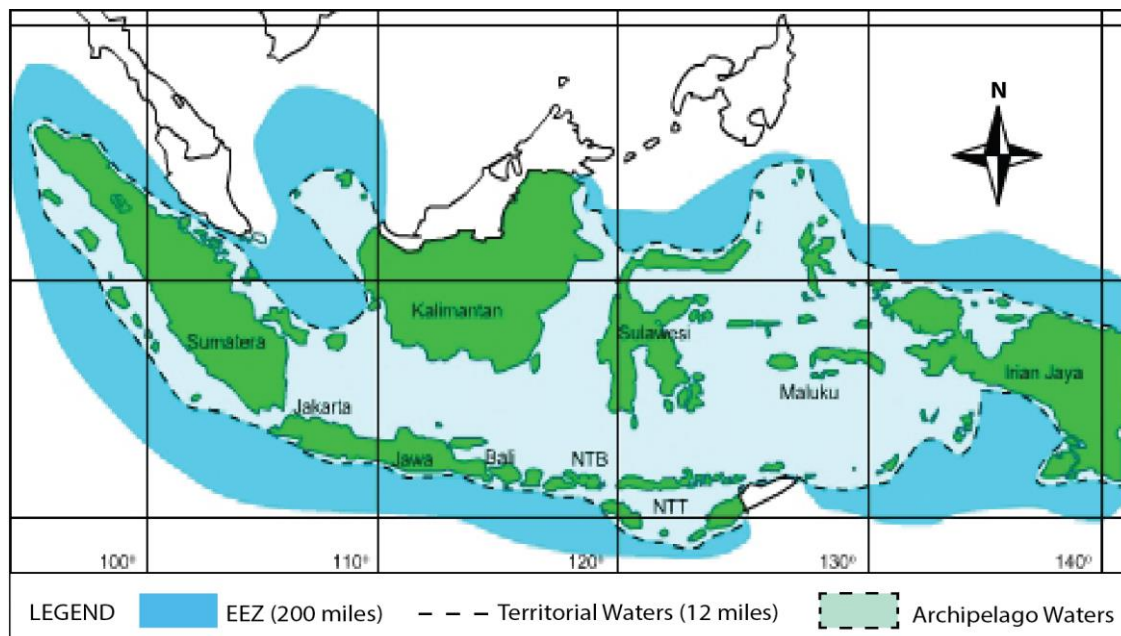 N
Kalimantan
Sumatera
Sulawesi
Irian Jaya
Maluku
Jakarta
Jawa
Bali
NTB
NTT
100°
110°
120°
130°
140°
LEGEND
EEZ (200 miles)
Territorial Waters (12 miles)
Archipelago Waters